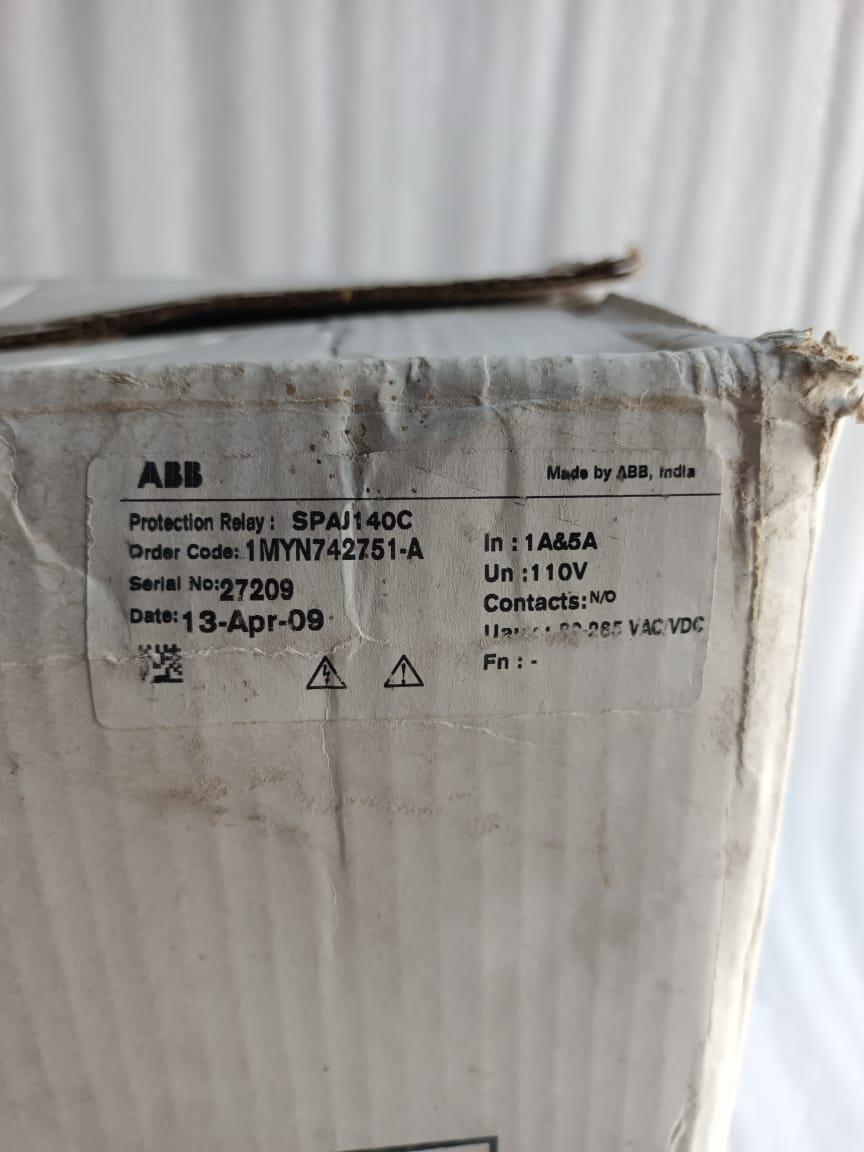 ABB
Made by ABB, India
Protection Relay : SPAJ140C
Order Code: 1MYN742751-A
Serial No: 27209
Date: 13-Apr-09
In : 1A&5A
Un :110V
Contacts: N/O
265 VAC/VDC
Fn : -